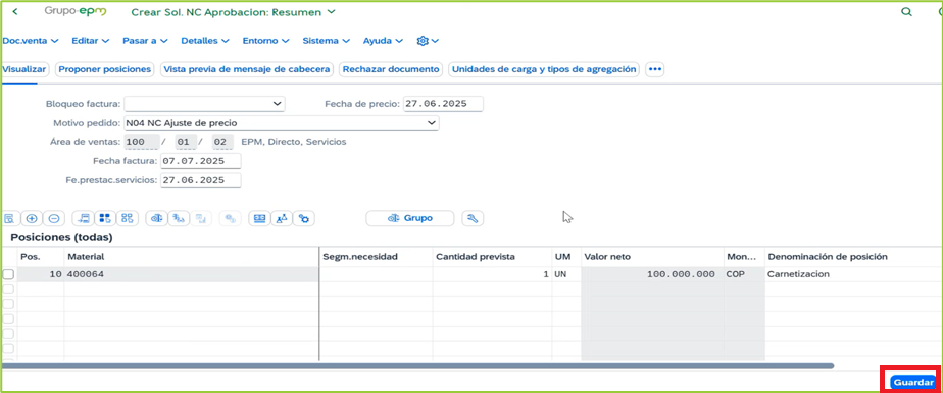 Grupo·epm Crear Sol. NC Aprobacion: Resumen
Doc.venta Editar Pasar a Detalles Entorno Sistema Ayuda
Visualizar Proponer posiciones Vista previa de mensaje de cabecera Rechazar documento Unidades de carga y tipos de agregación •••
Bloqueo factura: Fecha de precio: 27.06.2025
Motivo pedido: N04 NC Ajuste de precio
Área de ventas: 100 / 01 / 02 EPM, Directo, Servicios
Fecha factura: 07.07.2025
Fe.prestac.servicios: 27.06.2025
Grupo
Posiciones (todas)
Pos. Material Segm.necesidad Cantidad prevista UM Valor neto Mon... Denominación de posición
10 400064 1 UN 100.000.000 COP Carnetizacion
Guardar